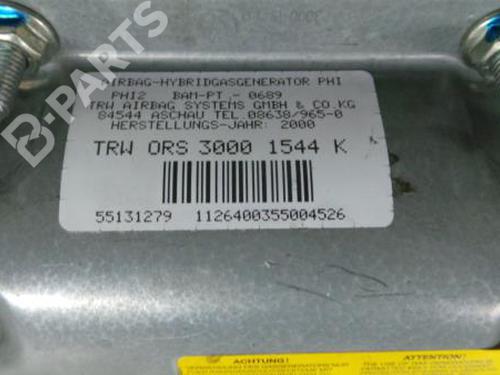 AIRBAG-HYBRIDGASGENERATOR PHI
PHI2 BAM-PT - 0689
TRW AIRBAG SYSTEMS GMBH & CO.KG
84544 ASCHAU TEL.08638/965-0
HERSTELLUNGS-JAHR: 2000
TRW ORS 3000 1544 K
55131279 1126400355004526
ACHTUNG!
ATTENTION!
B-PARTS